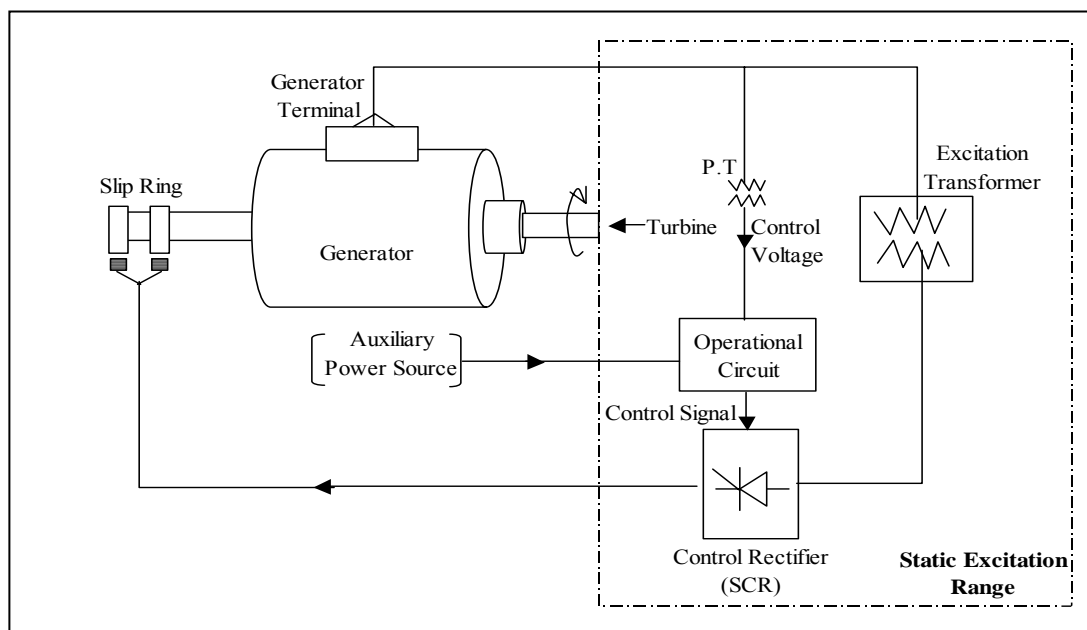 Generator
Terminal
Slip Ring
Generator
Turbine
P.T
Control
Voltage
Excitation
Transformer
Auxiliary
Power Source
Operational
Circuit
Control Signal
Control Rectifier
(SCR)
Static Excitation
Range